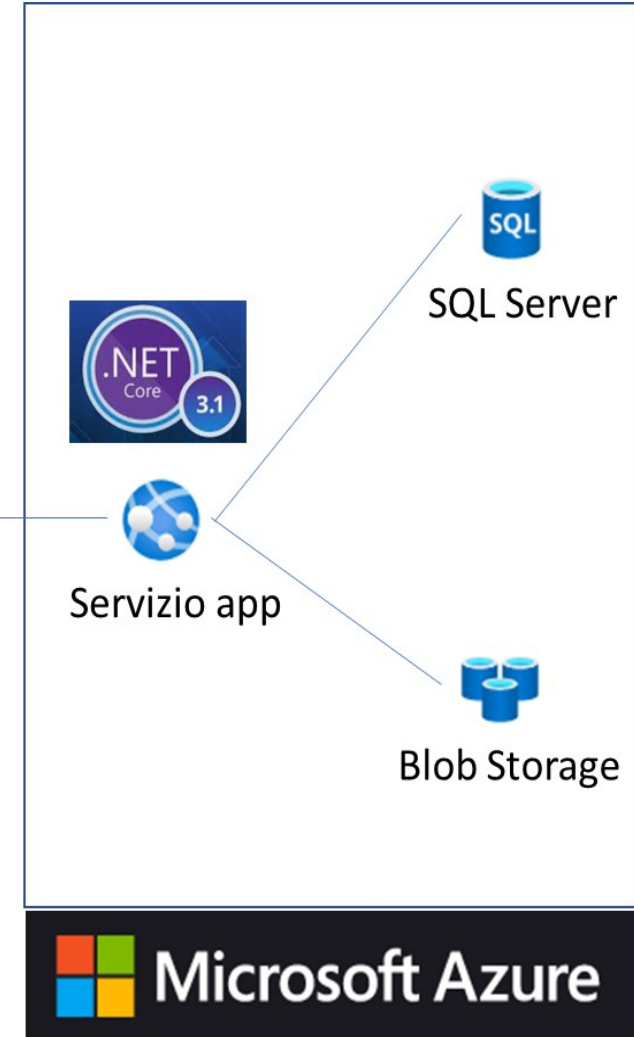 SQL
SQL Server
.NET
Core
3.1
Servizio app
Blob Storage
Microsoft Azure